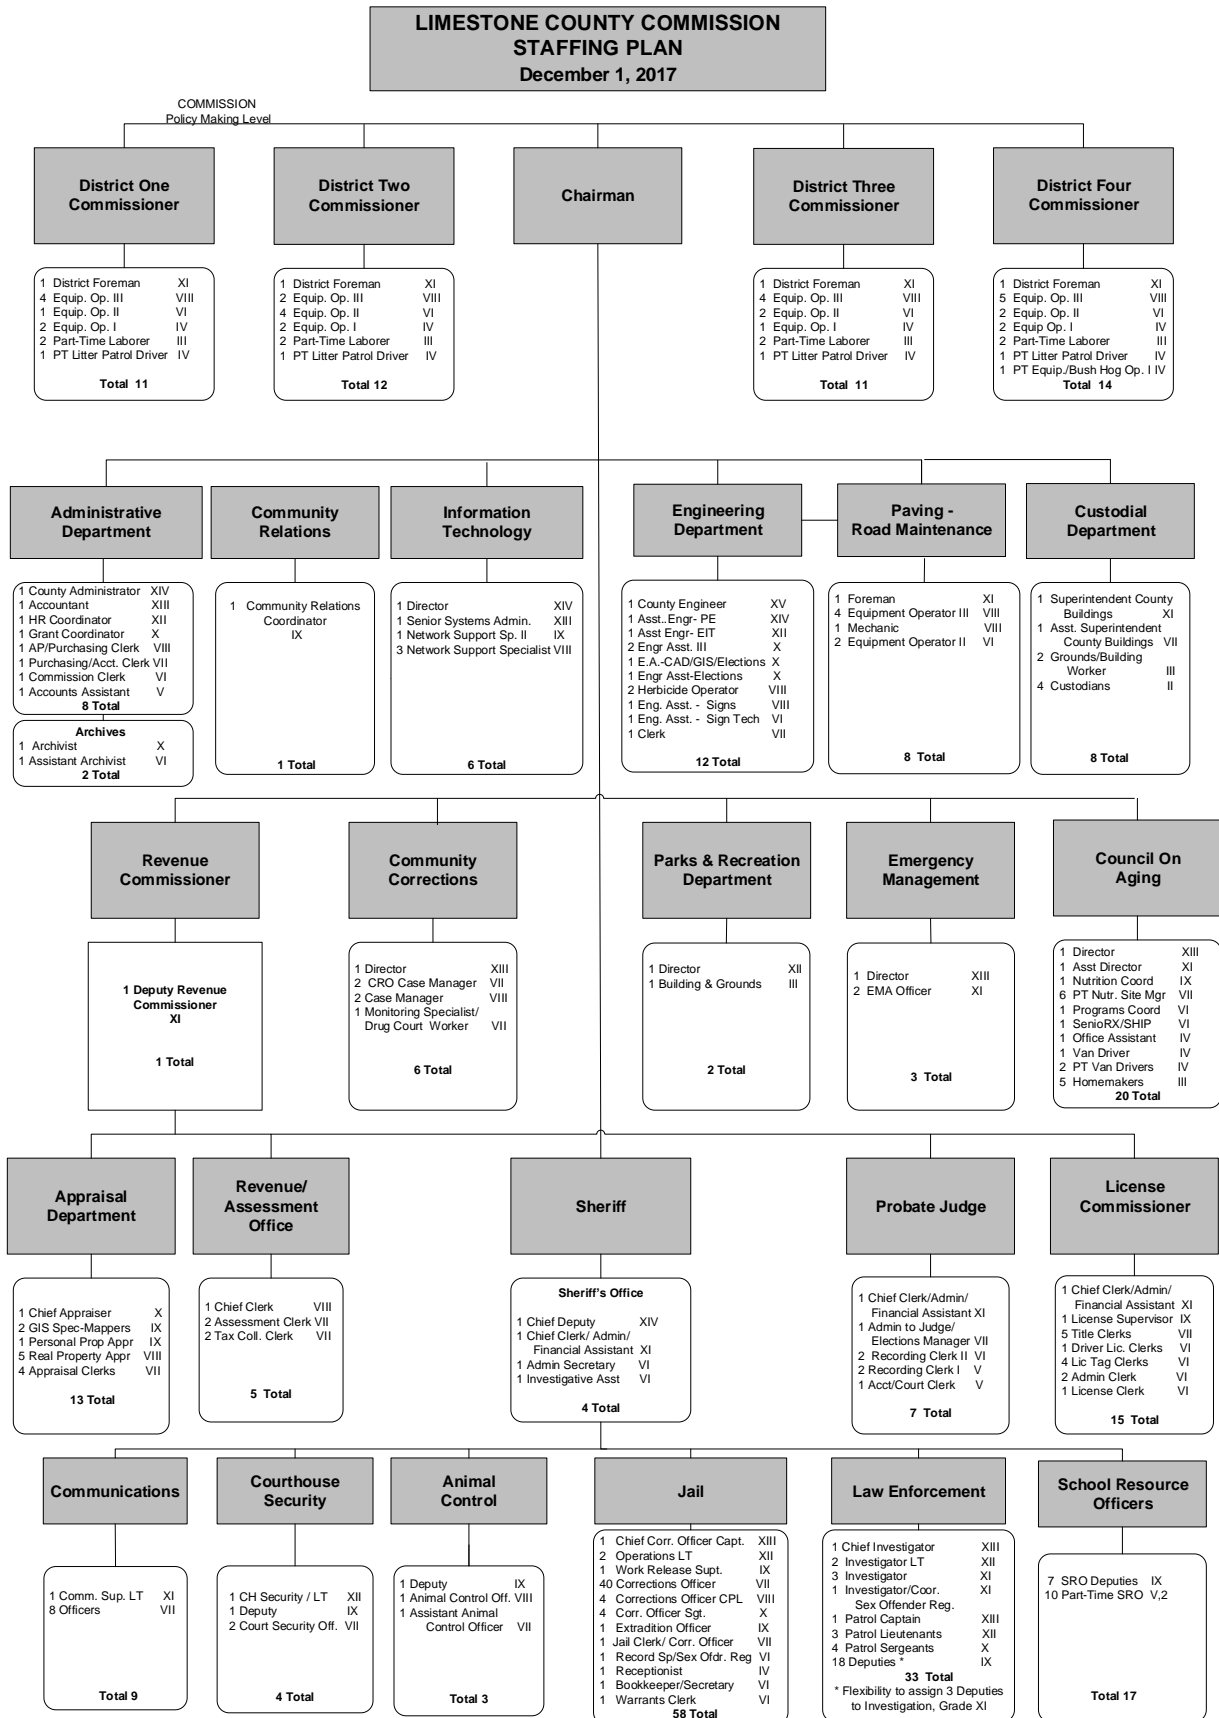 LIMESTONE COUNTY COMMISSION
STAFFING PLAN
December 1, 2017
COMMISSION
Policy Making Level
District One
Commissioner
1 District Foreman XI
4 Equip. Op. III VIII
1 Equip. Op. II VI
2 Equip. Op. I IV
2 Part-Time Laborer III
1 PT Litter Patrol Driver IV
Total 11
District Two
Commissioner
1 District Foreman XI
2 Equip. Op. III VIII
4 Equip. Op. II VI
2 Equip. Op. I IV
2 Part-Time Laborer III
1 PT Litter Patrol Driver IV
Total 12
Chairman
District Three
Commissioner
1 District Foreman XI
4 Equip. Op. III VIII
2 Equip. Op. II VI
1 Equip. Op. I IV
2 Part-Time Laborer III
1 PT Litter Patrol Driver IV
Total 11
District Four
Commissioner
1 District Foreman XI
5 Equip. Op. III VIII
2 Equip. Op. II VI
2 Equip Op. I IV
2 Part-Time Laborer III
1 PT Litter Patrol Driver IV
1 PT Equip./Bush Hog Op. I IV
Total 14
Administrative
Department
1 County Administrator XIV
1 Accountant XIII
1 HR Coordinator XII
1 Grant Coordinator X
1 AP/Purchasing Clerk VIII
1 Purchasing/Acct. Clerk VII
1 Commission Clerk VI
1 Accounts Assistant V
8 Total
Archives
1 Archivist X
1 Assistant Archivist VI
2 Total
Community
Relations
1 Community Relations
Coordinator
IX
1 Total
Information
Technology
1 Director XIV
1 Senior Systems Admin. XIII
1 Network Support Sp. II IX
3 Network Support Specialist VIII
6 Total
Engineering
Department
1 County Engineer XV
1 Asst..Engr- PE XIV
1 Asst Engr- EIT XII
2 Engr Asst. III X
1 E.A.-CAD/GIS/Elections X
1 Engr Asst-Elections X
2 Herbicide Operator VIII
1 Eng. Asst. - Signs VIII
1 Eng. Asst. - Sign Tech VI
1 Clerk VII
12 Total
Paving -
Road Maintenance
1 Foreman XI
4 Equipment Operator III VIII
1 Mechanic VIII
2 Equipment Operator II VI
8 Total
Custodial
Department
1 Superintendent County
Buildings XI
1 Asst. Superintendent
County Buildings VII
2 Grounds/Building
Worker III
4 Custodians II
8 Total
Revenue
Commissioner
1 Deputy Revenue
Commissioner
XI
1 Total
Community
Corrections
1 Director XIII
2 CRO Case Manager VII
2 Case Manager VIII
1 Monitoring Specialist/
Drug Court Worker VII
6 Total
Parks & Recreation
Department
1 Director XII
1 Building & Grounds III
2 Total
Emergency
Management
1 Director XIII
2 EMA Officer XI
3 Total
Council On
Aging
1 Director XIII
1 Asst Director XI
1 Nutrition Coord IX
6 PT Nutr. Site Mgr VII
1 Programs Coord VI
1 SenioRX/SHIP VI
1 Office Assistant IV
1 Van Driver IV
2 PT Van Drivers IV
5 Homemakers III
20 Total
Appraisal
Department
1 Chief Appraiser X
2 GIS Spec-Mappers IX
1 Personal Prop Appr IX
5 Real Property Appr VIII
4 Appraisal Clerks VII
13 Total
Revenue/
Assessment
Office
1 Chief Clerk VIII
2 Assessment Clerk VII
2 Tax Coll. Clerk VII
5 Total
Sheriff
Sheriff's Office
1 Chief Deputy XIV
1 Chief Clerk/ Admin/
Financial Assistant XI
1 Admin Secretary VI
1 Investigative Asst VI
4 Total
Probate Judge
1 Chief Clerk/Admin/
Financial Assistant XI
1 Admin to Judge/
Elections Manager VII
2 Recording Clerk II VI
2 Recording Clerk I V
1 Acct/Court Clerk V
7 Total
License
Commissioner
1 Chief Clerk/Admin/
Financial Assistant XI
1 License Supervisor IX
5 Title Clerks VII
1 Driver Lic. Clerks VI
4 Lic Tag Clerks VI
2 Admin Clerk VI
1 License Clerk VI
15 Total
Communications
1 Comm. Sup. LT XI
8 Officers VII
Total 9
Courthouse
Security
1 CH Security / LT XII
1 Deputy IX
2 Court Security Off. VII
4 Total
Animal
Control
1 Deputy IX
1 Animal Control Off. VIII
1 Assistant Animal
Control Officer VII
Total 3
Jail
1 Chief Corr. Officer Capt. XIII
2 Operations LT XII
1 Work Release Supt. IX
40 Corrections Officer VII
4 Corrections Officer CPL VIII
4 Corr. Officer Sgt. X
1 Extradition Officer IX
1 Jail Clerk/ Corr. Officer VII
1 Record Sp/Sex Ofdr. Reg VI
1 Receptionist IV
1 Bookkeeper/Secretary VI
1 Warrants Clerk VI
58 Total
Law Enforcement
1 Chief Investigator XIII
2 Investigator LT XII
3 Investigator XI
1 Investigator/Coor. XI
Sex Offender Reg.
1 Patrol Captain XIII
3 Patrol Lieutenants XII
4 Patrol Sergeants X
18 Deputies * IX
33 Total
* Flexibility to assign 3 Deputies
to Investigation, Grade XI
School Resource
Officers
7 SRO Deputies IX
10 Part-Time SRO V,2
Total 17